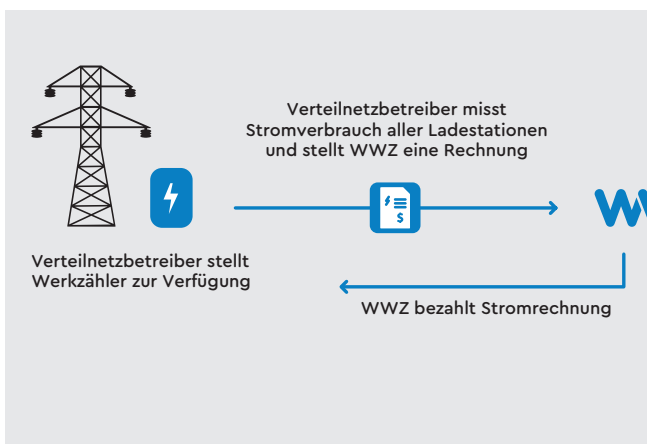 Verteilnetzbetreiber misst
Stromverbrauch aller Ladestationen
und stellt WWZ eine Rechnung
$
Verteilnetzbetreiber stellt
Werkzähler zur Verfügung
WWZ bezahlt Stromrechnung